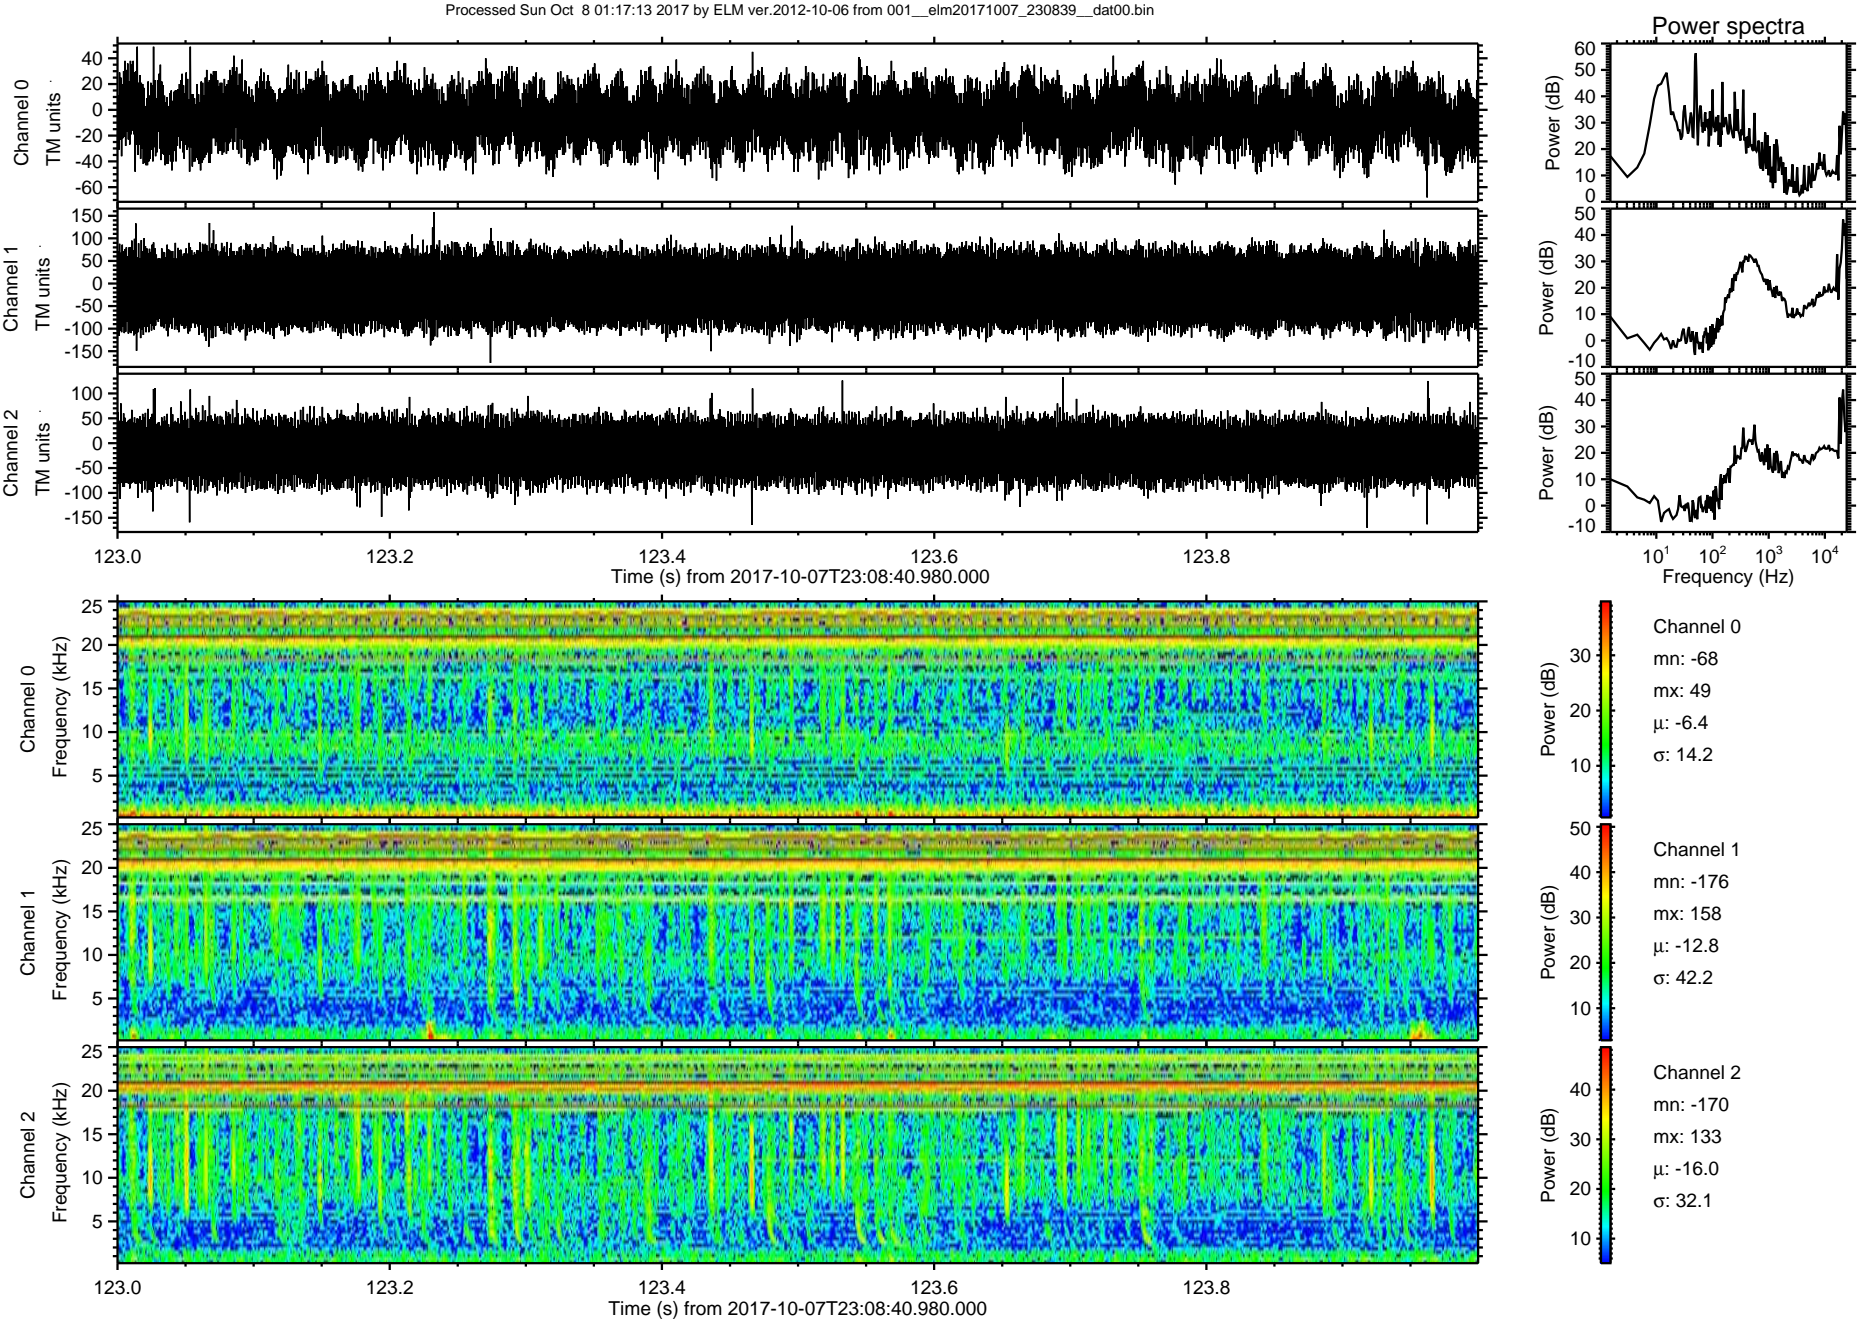 Processed Sun Oct  8 01:17:13 2017 by ELM ver.2012-10-06 from 001__elm20171007_230839__dat00.bin
Power spectra
Channel 0
TM units
40
20
0
-20
-40
-60
Power (dB)
60
50
40
30
20
10
0
Channel 1
TM units
150
100
50
0
-50
-100
-150
Power (dB)
50
40
30
20
10
0
-10
Channel 2
TM units
100
50
0
-50
-100
-150
Power (dB)
50
40
30
20
10
0
-10
123.0 123.2 123.4 123.6 123.8
Time (s) from 2017-10-07T23:08:40.980.000
10^1 10^2 10^3 10^4
Frequency (Hz)
Channel 0
Frequency (kHz)
25
20
15
10
5
Power (dB)
30
20
10
Channel 0
mn: -68
mx: 49
μ: -6.4
σ: 14.2
Channel 1
Frequency (kHz)
25
20
15
10
5
Power (dB)
50
40
30
20
10
Channel 1
mn: -176
mx: 158
μ: -12.8
σ: 42.2
Channel 2
Frequency (kHz)
25
20
15
10
5
Power (dB)
40
30
20
10
Channel 2
mn: -170
mx: 133
μ: -16.0
σ: 32.1
123.0 123.2 123.4 123.6 123.8
Time (s) from 2017-10-07T23:08:40.980.000